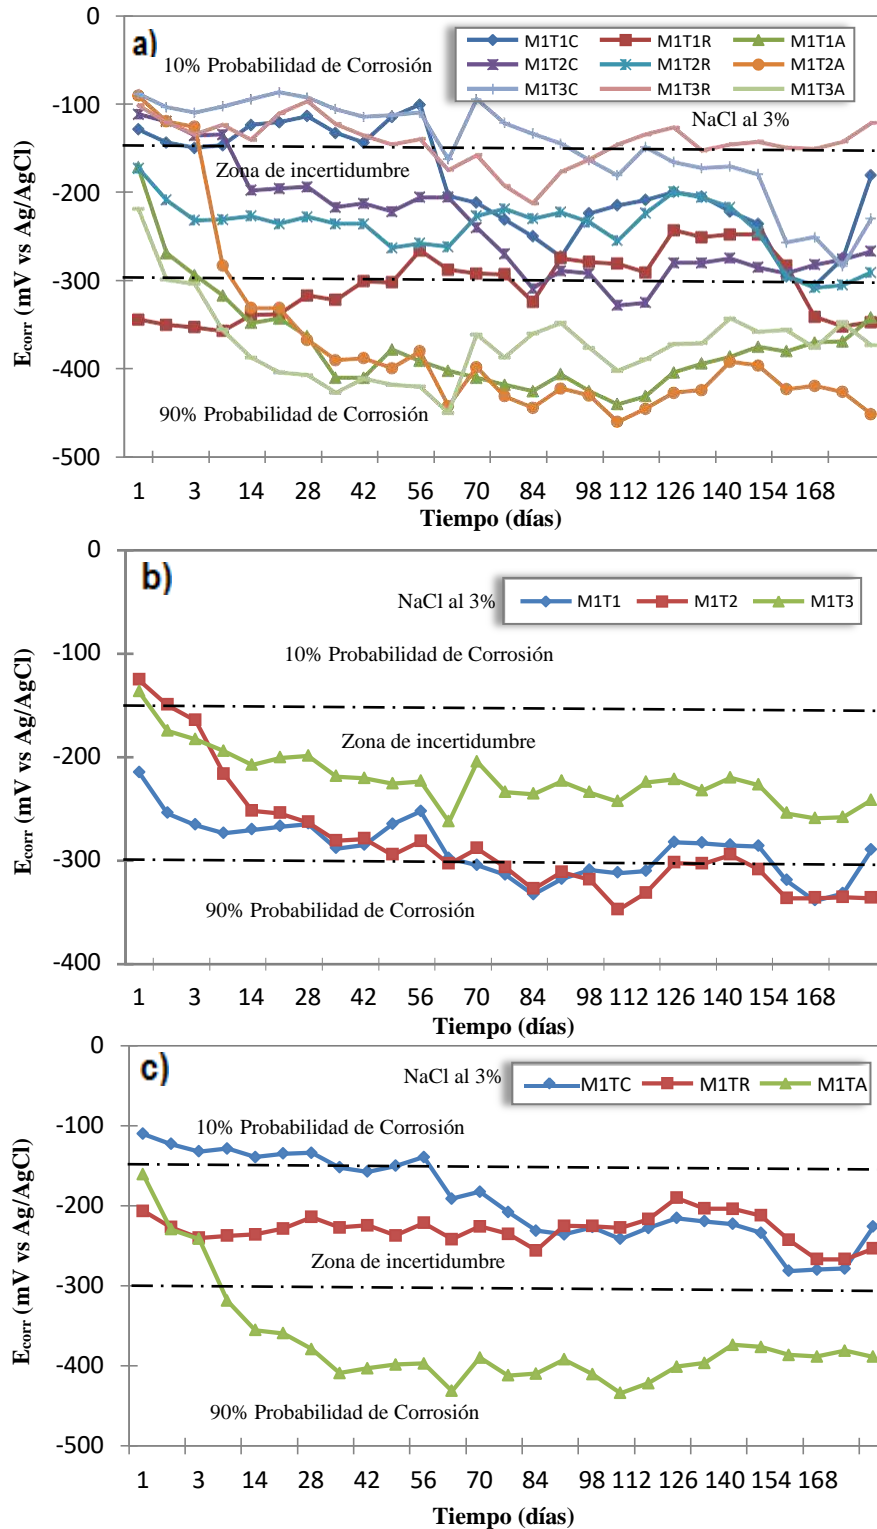 a)
10% Probabilidad de Corrosión
M1T1C M1T1R M1T1A
M1T2C M1T2R M1T2A
M1T3C M1T3R M1T3A
NaCl al 3%
Zona de incertidumbre
90% Probabilidad de Corrosión
0
-100
-200
-300
-400
-500
Ecorr (mV vs Ag/AgCl)
1 3 14 28 42 56 70 84 98 112 126 140 154 168
Tiempo (días)
b)
NaCl al 3%
M1T1 M1T2 M1T3
10% Probabilidad de Corrosión
Zona de incertidumbre
90% Probabilidad de Corrosión
0
-100
-200
-300
-400
Ecorr (mV vs Ag/AgCl)
1 3 14 28 42 56 70 84 98 112 126 140 154 168
Tiempo (días)
c)
NaCl al 3%
M1TC M1TR M1TA
10% Probabilidad de Corrosión
Zona de incertidumbre
90% Probabilidad de Corrosión
0
-100
-200
-300
-400
-500
Ecorr (mV vs Ag/AgCl)
1 3 14 28 42 56 70 84 98 112 126 140 154 168
Tiempo (días)